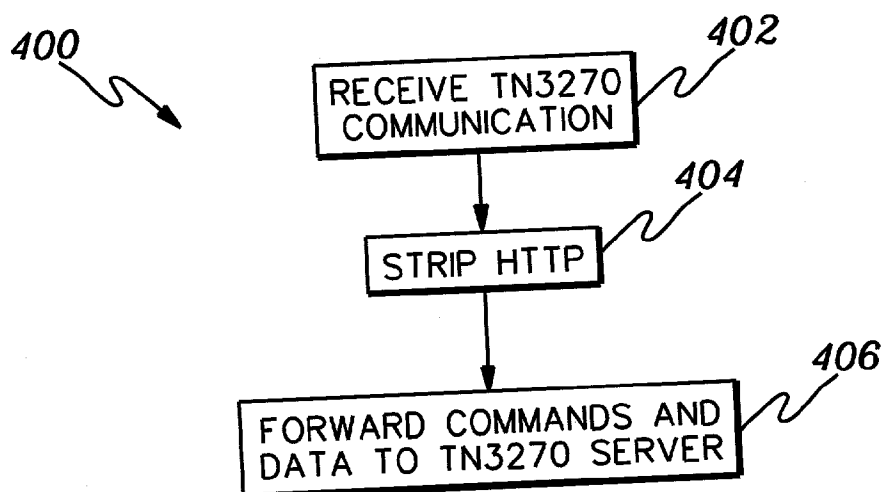 400
402
RECEIVE TN3270
COMMUNICATION
404
STRIP HTTP
406
FORWARD COMMANDS AND
DATA TO TN3270 SERVER